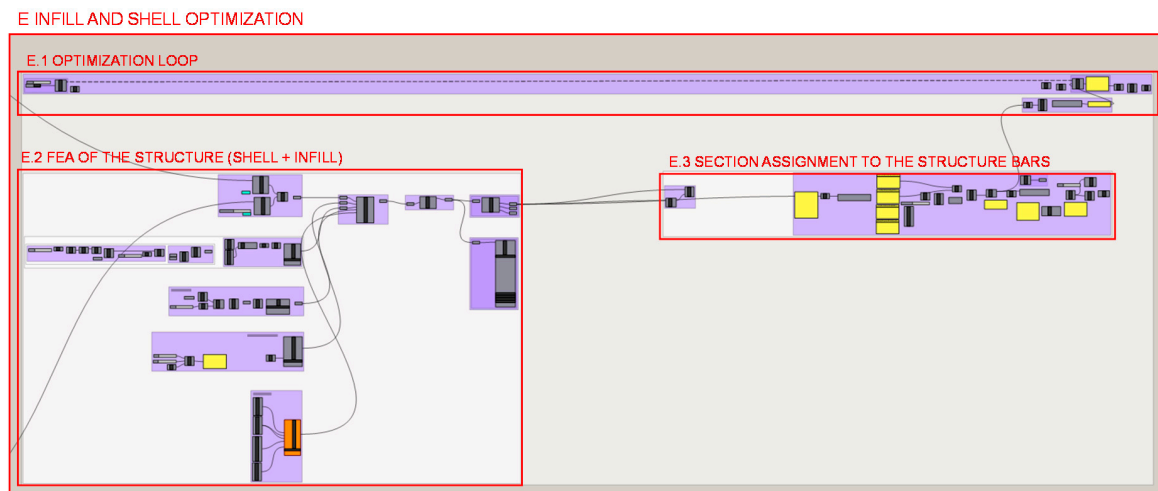 E INFILL AND SHELL OPTIMIZATION
E.1 OPTIMIZATION LOOP
E.2 FEA OF THE STRUCTURE (SHELL + INFILL)
E.3 SECTION ASSIGNMENT TO THE STRUCTURE BARS